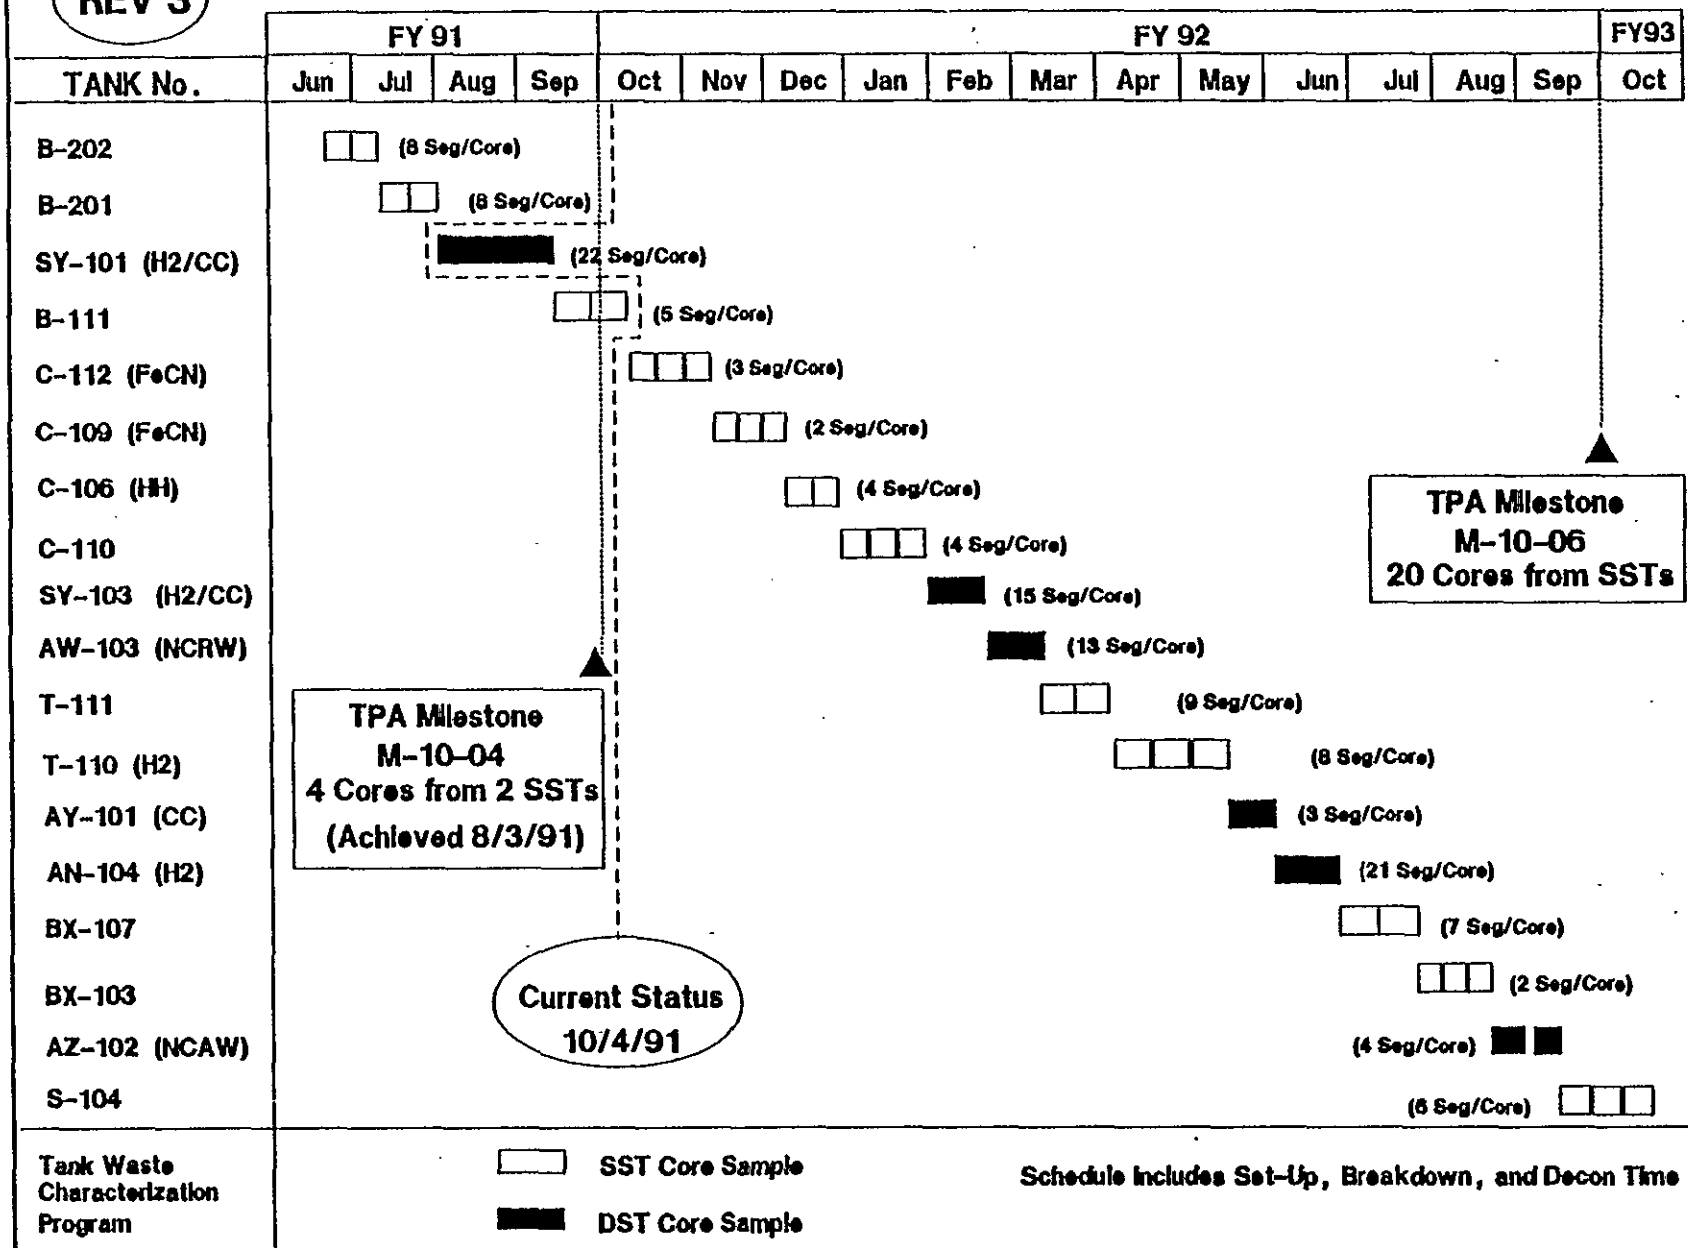 REV 3
FY 91 FY 92 FY93
TANK No. Jun Jul Aug Sep Oct Nov Dec Jan Feb Mar Apr May Jun Jul Aug Sep Oct
B-202 (8 Seg/Core)
B-201 (8 Seg/Core)
SY-101 (H2/CC) (22 Seg/Core)
B-111 (5 Seg/Core)
C-112 (FeCN) (3 Seg/Core)
C-109 (FeCN) (2 Seg/Core)
C-106 (HH) (4 Seg/Core)
C-110 (4 Seg/Core)
SY-103 (H2/CC) (15 Seg/Core)
AW-103 (NCRW) (13 Seg/Core)
T-111 (9 Seg/Core)
T-110 (H2) (8 Seg/Core)
AY-101 (CC) (3 Seg/Core)
AN-104 (H2) (21 Seg/Core)
BX-107 (7 Seg/Core)
BX-103 (2 Seg/Core)
AZ-102 (NCAW) (4 Seg/Core)
S-104 (6 Seg/Core)
TPA Milestone
M-10-04
4 Cores from 2 SSTs
(Achieved 8/3/91)
TPA Milestone
M-10-06
20 Cores from SSTs
Current Status
10/4/91
Tank Waste
Characterization
Program
SST Core Sample
DST Core Sample
Schedule Includes Set-Up, Breakdown, and Decon Time